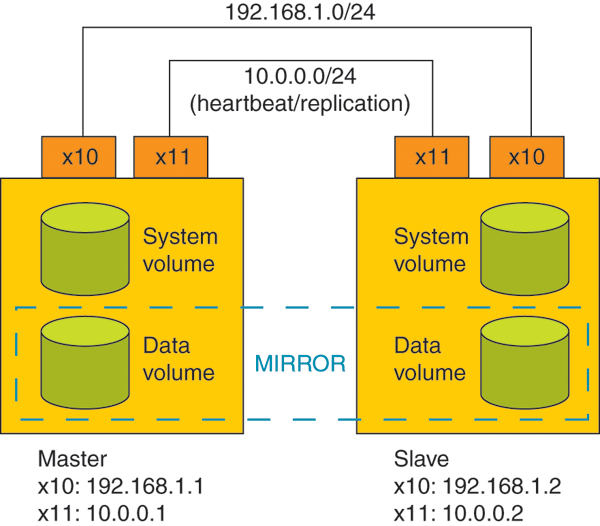 192.168.1.0/24
10.0.0.0/24
(heartbeat/replication)
x10
x11
x11
x10
System
volume
System
volume
Data
volume
MIRROR
Data
volume
Master
x10: 192.168.1.1
x11: 10.0.0.1
Slave
x10: 192.168.1.2
x11: 10.0.0.2